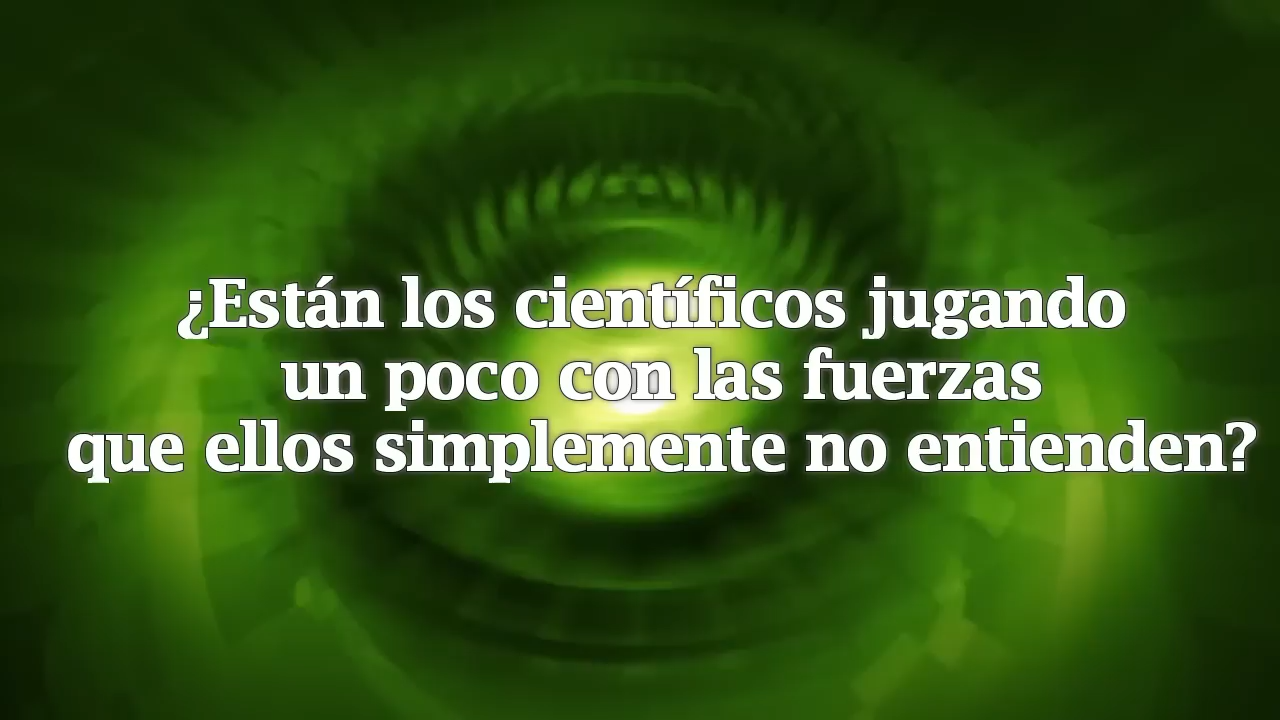 ¿Están los científicos jugando
un poco con las fuerzas
que ellos simplemente no entienden?